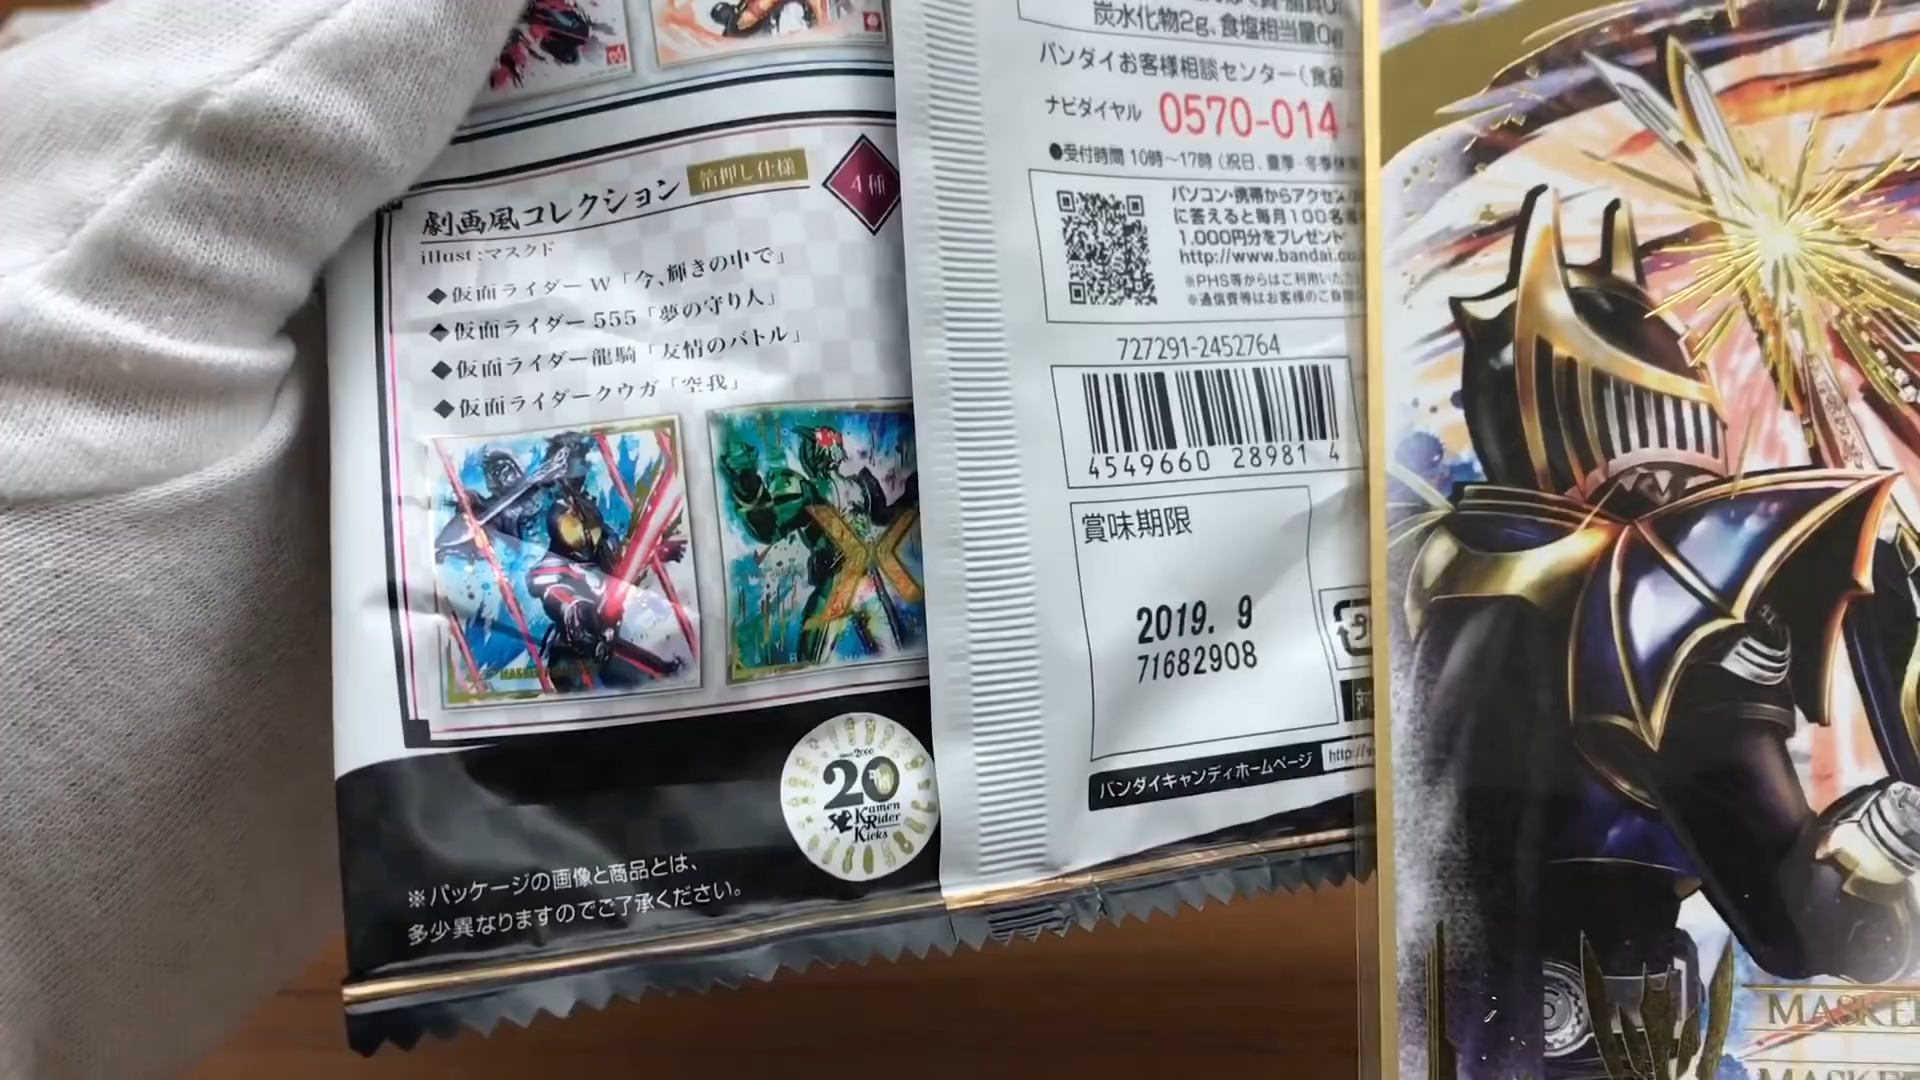 劇画風コレクション 箔押し仕様
4種
illust:マスクド
◆仮面ライダーW「今、輝きの中で」
◆仮面ライダー555「夢の守り人」
◆仮面ライダー龍騎「友情のバトル」
◆仮面ライダークウガ「空我」
20
Kamen
Rider
Kicks
※パッケージの画像と商品とは、
多少異なりますのでご了承ください。
炭水化物2g、食塩相当量0
バンダイお客様相談センター(食品
ナビダイヤル 0570-014-
●受付時間 10時～17時(祝日、夏季・冬季
パソコン・携帯からアクセス
に答えると毎月100名
1,000円分をプレゼント
http://www.bandai.co
※PHS等からはご利用いた
※通信費等はお客様のご負
727291-2452764
4549660 28981 4
賞味期限
2019. 9
71682908
バンダイキャンディホームページ http://w
MASKE
MASKE